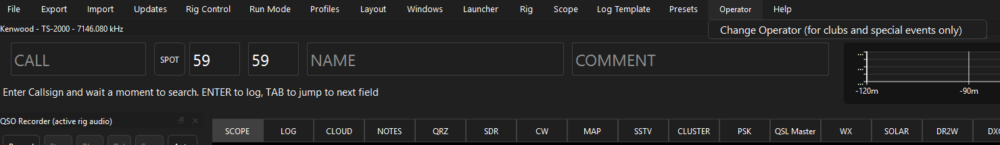 File Export Import Updates Rig Control Run Mode Profiles Layout Windows Launcher Rig Scope Log Template Presets Operator Help
Kenwood - TS-2000 - 7146.080 kHz
Change Operator (for clubs and special events only)
CALL SPOT 59 59 NAME COMMENT
...
...
...
-120m -90m
Enter Callsign and wait a moment to search. ENTER to log, TAB to jump to next field
QSO Recorder (active rig audio)
SCOPE LOG CLOUD NOTES QRZ SDR CW MAP SSTV CLUSTER PSK QSL Master WX SOLAR DR2W